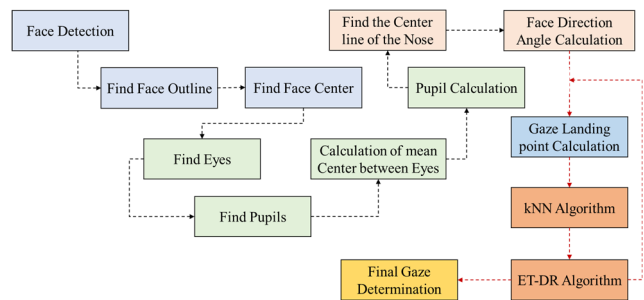 Face Detection
Find Face Outline
Find Face Center
Find Eyes
Find Pupils
Calculation of mean
Center between Eyes
Pupil Calculation
Find the Center
line of the Nose
Face Direction
Angle Calculation
Gaze Landing
point Calculation
kNN Algorithm
ET-DR Algorithm
Final Gaze
Determination